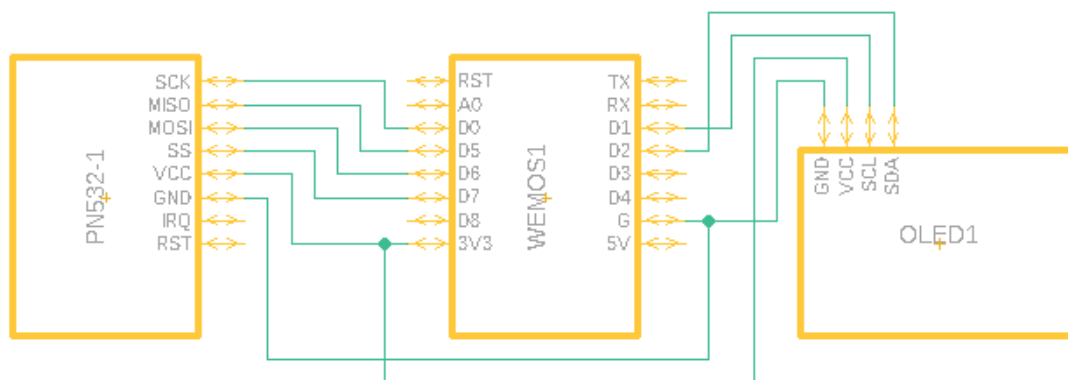 PN532-1
SCK
MISO
MOSI
SS
VCC
GND
IRQ
RST
WEMOS1
RST
A0
D0
D5
D6
D7
D8
3V3
TX
RX
D1
D2
D3
D4
G
5V
GND
VCC
SCL
SDA
OLED1